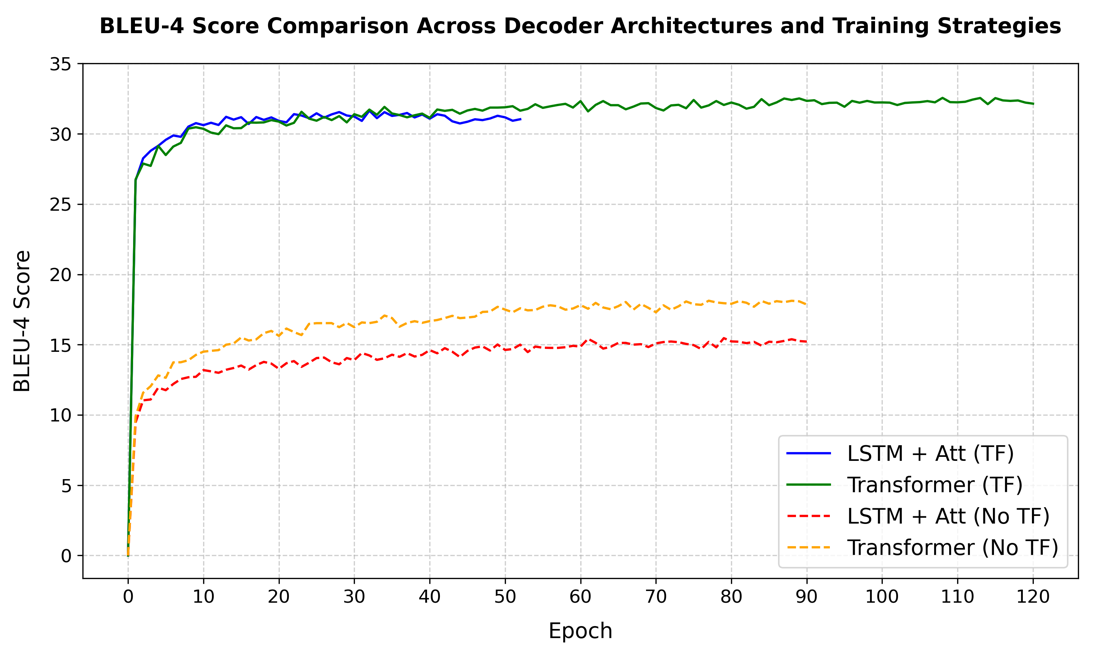 BLEU-4 Score Comparison Across Decoder Architectures and Training Strategies
BLEU-4 Score
35
30
25
20
15
10
5
0
0 10 20 30 40 50 60 70 80 90 100 110 120
Epoch
LSTM + Att (TF)
Transformer (TF)
LSTM + Att (No TF)
Transformer (No TF)